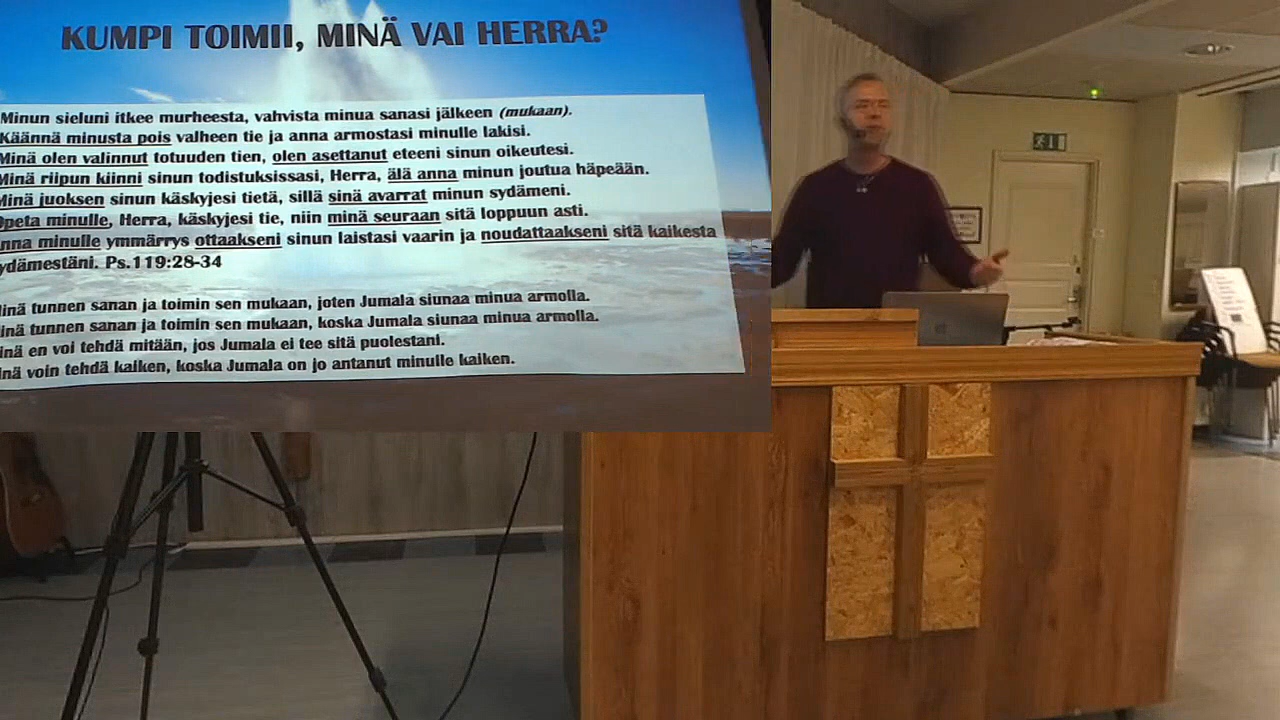 KUMPI TOIMII, MINÄ VAI HERRA?
Minun sieluni itkee murheesta, vahvista minua sanasi jälkeen (mukaan).
Käännä minusta pois valheen tie ja anna armostasi minulle lakisi.
Minä olen valinnut totuuden tien, olen asettanut eteeni sinun oikeutesi.
Minä riipun kiinni sinun todistuksissasi, Herra, älä anna minun joutua häpeään.
Minä juoksen sinun käskyjesi tietä, sillä sinä avarrat minun sydämeni.
Opeta minulle, Herra, käskyjesi tie, niin minä seuraan sitä loppuun asti.
Anna minulle ymmärrys ottaakseni sinun laistasi vaarin ja noudattaakseni sitä kaikesta
ydämestäni. Ps.119:28-34
inä tunnen sanan ja toimin sen mukaan, joten Jumala siunaa minua armolla.
inä tunnen sanan ja toimin sen mukaan, koska Jumala siunaa minua armolla.
inä en voi tehdä mitään, jos Jumala ei tee sitä puolestani.
inä voin tehdä kaiken, koska Jumala on jo antanut minulle kaiken.